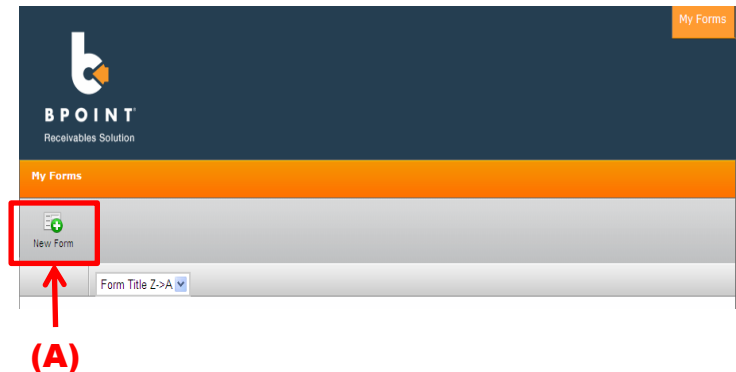 My Forms
BPOINT
Receivables Solution
My Forms
New Form
Form Title Z->A
(A)